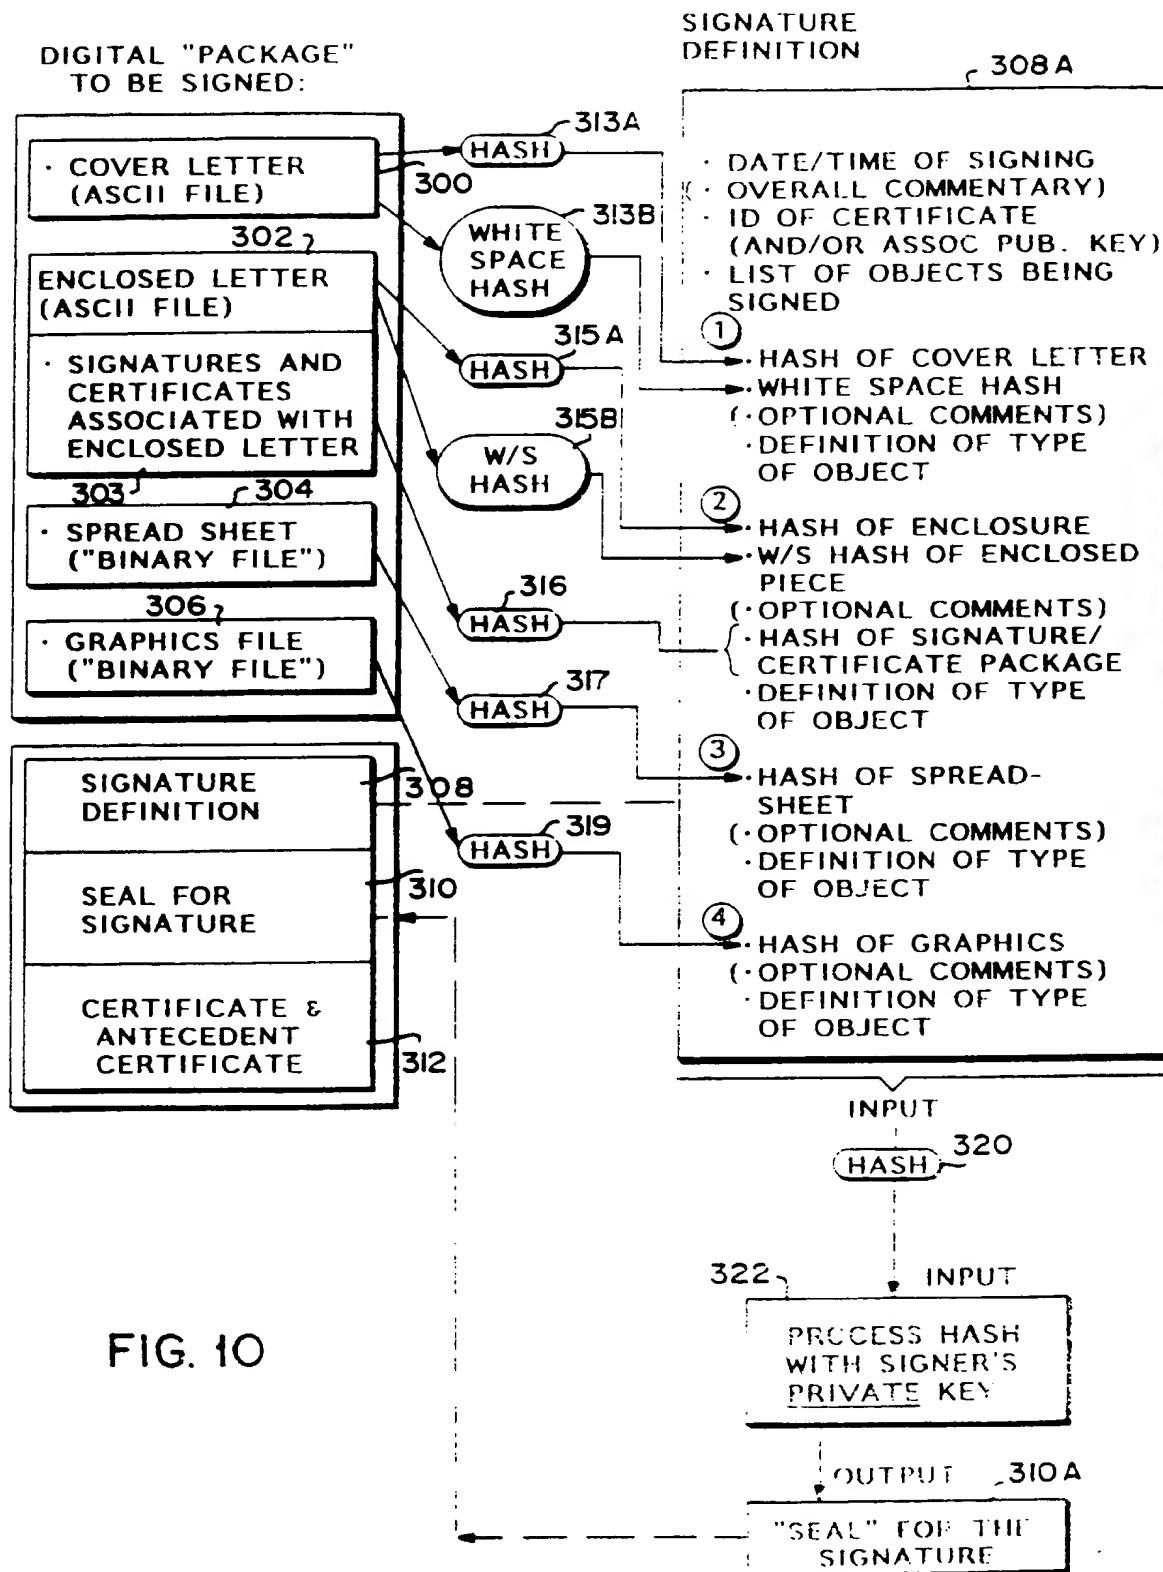 DIGITAL "PACKAGE"
TO BE SIGNED:
· COVER LETTER
(ASCII FILE)
300
302
ENCLOSED LETTER
(ASCII FILE)
· SIGNATURES AND
CERTIFICATES
ASSOCIATED WITH
ENCLOSED LETTER
303
304
· SPREAD SHEET
("BINARY FILE")
306
· GRAPHICS FILE
("BINARY FILE")
SIGNATURE
DEFINITION
308
SEAL FOR
SIGNATURE
310
CERTIFICATE &
ANTECEDENT
CERTIFICATE
312
313A
HASH
313B
WHITE
SPACE
HASH
315A
HASH
315B
W/S
HASH
316
HASH
317
HASH
319
HASH
SIGNATURE
DEFINITION
308A
· DATE/TIME OF SIGNING
(· OVERALL COMMENTARY)
· ID OF CERTIFICATE
(AND/OR ASSOC PUB. KEY)
· LIST OF OBJECTS BEING
SIGNED
1
· HASH OF COVER LETTER
· WHITE SPACE HASH
(· OPTIONAL COMMENTS)
· DEFINITION OF TYPE
OF OBJECT
2
· HASH OF ENCLOSURE
· W/S HASH OF ENCLOSED
PIECE
(· OPTIONAL COMMENTS)
· HASH OF SIGNATURE/
CERTIFICATE PACKAGE
· DEFINITION OF TYPE
OF OBJECT
3
· HASH OF SPREAD-
SHEET
(· OPTIONAL COMMENTS)
· DEFINITION OF TYPE
OF OBJECT
4
· HASH OF GRAPHICS
(· OPTIONAL COMMENTS)
· DEFINITION OF TYPE
OF OBJECT
INPUT
HASH
320
INPUT
322
PROCESS HASH
WITH SIGNER'S
PRIVATE KEY
OUTPUT
310A
"SEAL" FOR THE
SIGNATURE
FIG. 10